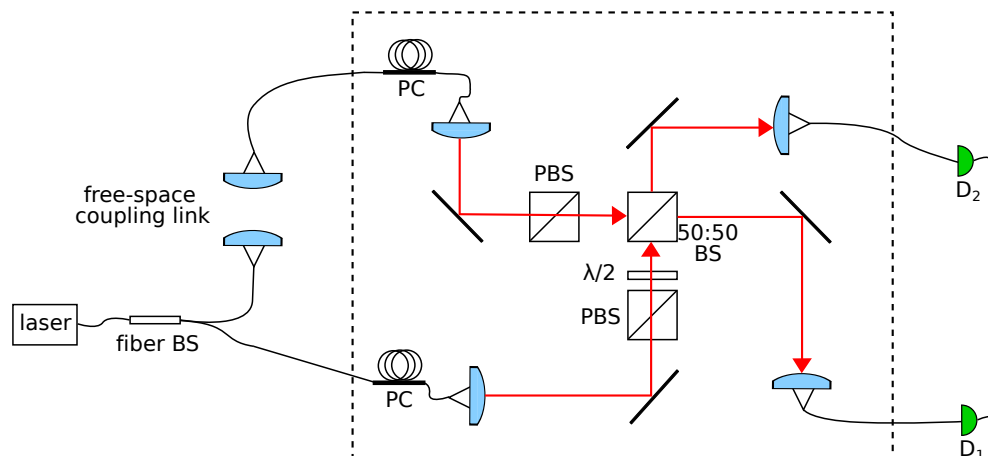 PC
PBS
free-space
coupling link
D2
50:50
BS
λ/2
PBS
laser
fiber BS
PC
D1